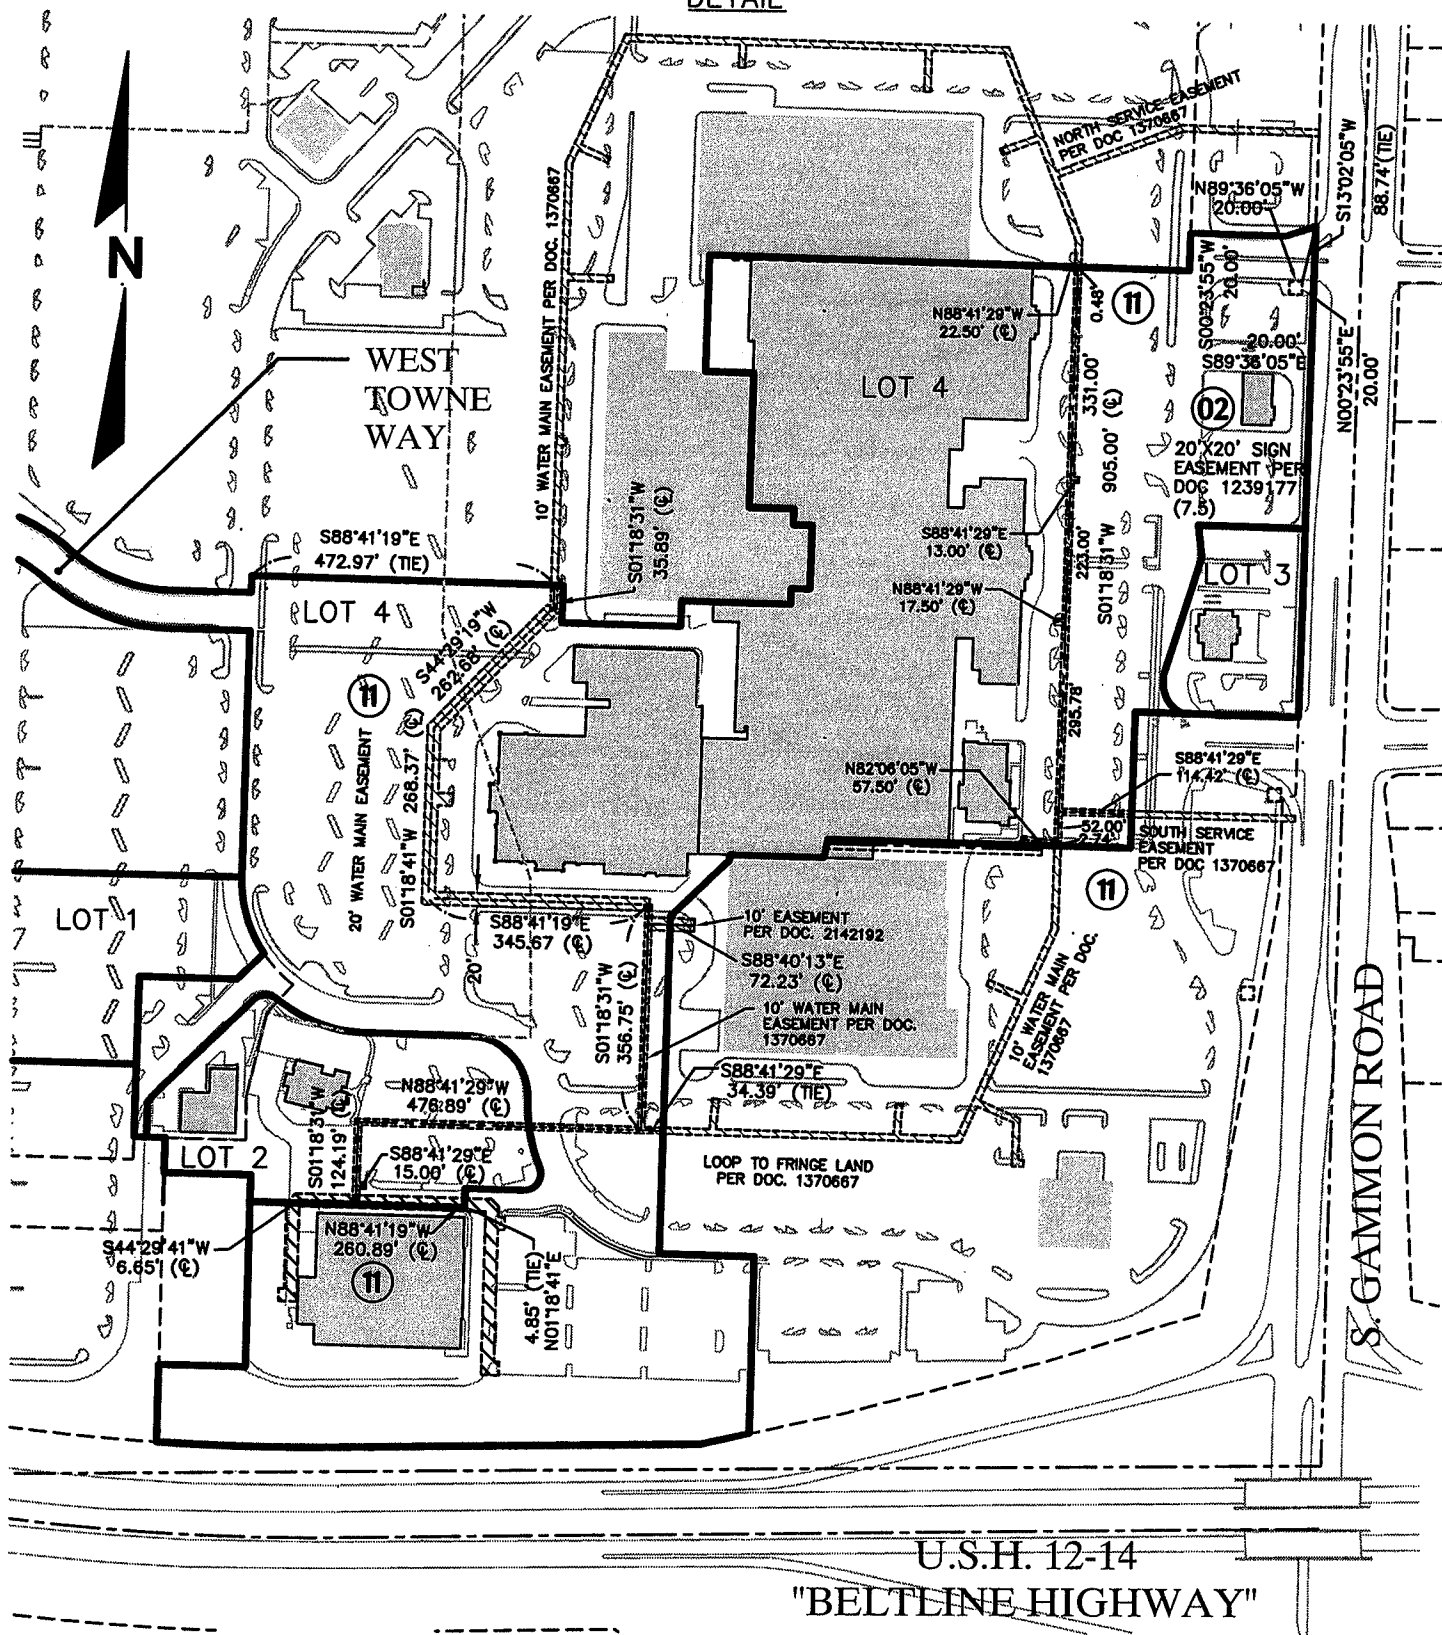 DETAIL
NORTH SERVICE EASEMENT
PER DOC 1370667
S13°02'05"W
88.74'(TIE)
N89°36'05"W
20.00'
N
10' WATER MAIN EASEMENT PER DOC. 1370667
S00°23'55"W
20.00'
N88°41'29"W
22.50' (℄)
0.48'
11
20.00'
S89°36'05"E
N00°23'55"E
20.00'
WEST
TOWNE
WAY
LOT 4
331.00'
(℄)
02
20'X20' SIGN
EASEMENT PER
DOC 1239177
(7.5)
S01°18'31"W 905.00'
S01°18'31"W
35.89' (℄)
S88°41'29"E
13.00' (℄)
223.00'
S88°41'19"E
472.97' (TIE)
LOT 3
N88°41'29"W
17.50' (℄)
LOT 4
S44°29'19"W
262.68' (℄)
11
295.78'
20' WATER MAIN EASEMENT
S01°18'41"W 268.37' (℄)
N82°06'05"W
57.50' (℄)
S88°41'29"E
114.42' (℄)
52.00'
2.74'
SOUTH SERVICE
EASEMENT
PER DOC 1370667
11
LOT 1
S88°41'19"E
345.67 (℄)
20'
10' EASEMENT
PER DOC. 2142192
S88°40'13"E
72.23' (℄)
S01°18'31"W
356.75' (℄)
10' WATER MAIN
EASEMENT PER DOC.
1370667
10' WATER MAIN
EASEMENT PER DOC.
1370667
S88°41'29"E
34.39' (TIE)
N88°41'29"W
476.89' (℄)
S01°18'31"W
124.19' (℄)
S88°41'29"E
15.00' (℄)
LOT 2
LOOP TO FRINGE LAND
PER DOC. 1370667
S44°29'41"W
6.65' (℄)
N88°41'19"W
260.89' (℄)
11
4.85' (TIE)
N01°18'41"E
S. GAMMON ROAD
U.S.H. 12-14
"BELTLINE HIGHWAY"